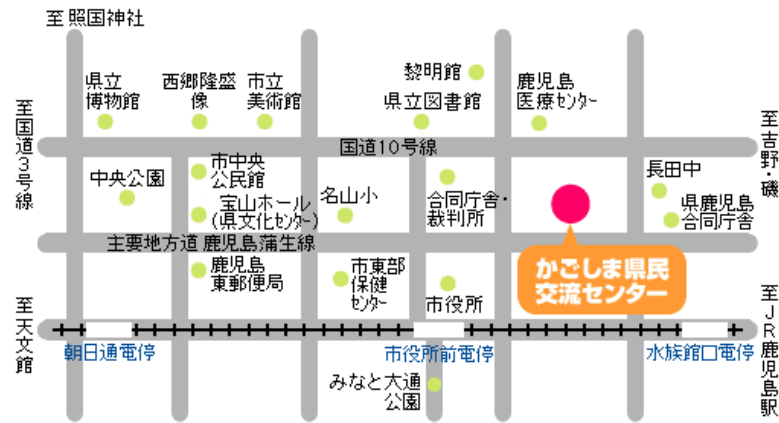 至 照国神社
県立
博物館
西郷隆盛
像
市立
美術館
黎明館
県立図書館
鹿児島
医療センター
至国道3号線
国道10号線
至吉野・磯
中央公園
市中央
公民館
宝山ホール
(県文化センター)
名山小
合同庁舎・
裁判所
長田中
県鹿児島
合同庁舎
主要地方道 鹿児島蒲生線
鹿児島
東郵便局
市東部
保健
センター
市役所
かごしま県民
交流センター
至天文館
至JR鹿児島駅
朝日通電停
市役所前電停
水族館口電停
みなと大通
公園